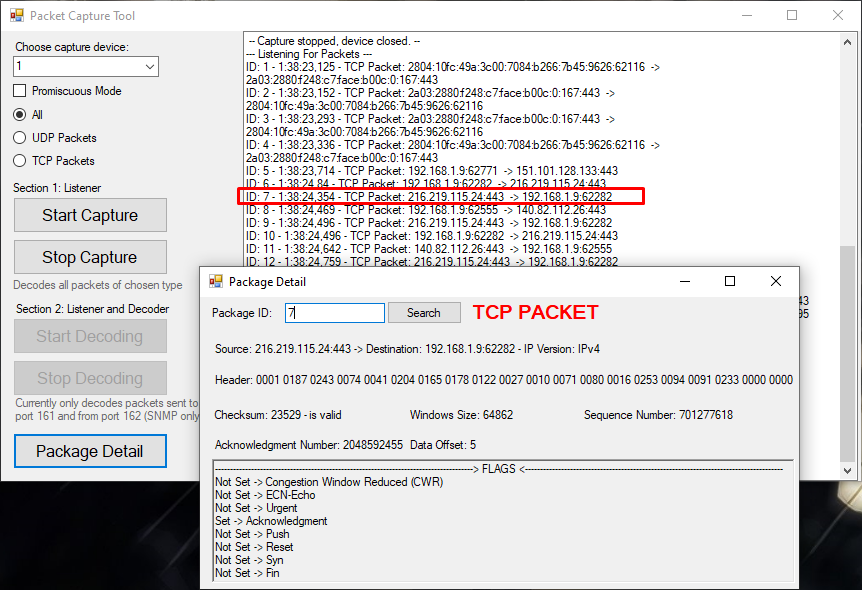 Packet Capture Tool
Choose capture device:
1
Promiscuous Mode
All
UDP Packets
TCP Packets
Section 1: Listener
Start Capture
Stop Capture
Decodes all packets of chosen type
Section 2: Listener and Decoder
Start Decoding
Stop Decoding
Currently only decodes packets sent to
port 161 and from port 162 (SNMP only
Package Detail
-- Capture stopped, device closed. --
--- Listening For Packets ---
ID: 1 - 1:38:23,125 - TCP Packet: 2804:10fc:49a:3c00:7084:b266:7b45:9626:62116 ->
2a03:2880:f248:c7:face:b00c:0:167:443
ID: 2 - 1:38:23,152 - TCP Packet: 2a03:2880:f248:c7:face:b00c:0:167:443 ->
2804:10fc:49a:3c00:7084:b266:7b45:9626:62116
ID: 3 - 1:38:23,293 - TCP Packet: 2a03:2880:f248:c7:face:b00c:0:167:443 ->
2804:10fc:49a:3c00:7084:b266:7b45:9626:62116
ID: 4 - 1:38:23,336 - TCP Packet: 2804:10fc:49a:3c00:7084:b266:7b45:9626:62116 ->
2a03:2880:f248:c7:face:b00c:0:167:443
ID: 5 - 1:38:23,714 - TCP Packet: 192.168.1.9:62771 -> 151.101.128.133:443
ID: 6 - 1:38:24,84 - TCP Packet: 192.168.1.9:62282 -> 216.219.115.24:443
ID: 7 - 1:38:24,354 - TCP Packet: 216.219.115.24:443 -> 192.168.1.9:62282
ID: 8 - 1:38:24,469 - TCP Packet: 192.168.1.9:62555 -> 140.82.112.26:443
ID: 9 - 1:38:24,496 - TCP Packet: 216.219.115.24:443 -> 192.168.1.9:62282
ID: 10 - 1:38:24,496 - TCP Packet: 192.168.1.9:62282 -> 216.219.115.24:443
ID: 11 - 1:38:24,642 - TCP Packet: 140.82.112.26:443 -> 192.168.1.9:62555
ID: 12 - 1:38:24,759 - TCP Packet: 216.219.115.24:443 -> 192.168.1.9:62282
43
95
Package Detail
Package ID: 7 Search TCP PACKET
Source: 216.219.115.24:443 -> Destination: 192.168.1.9:62282 - IP Version: IPv4
Header: 0001 0187 0243 0074 0041 0204 0165 0178 0122 0027 0010 0071 0080 0016 0253 0094 0091 0233 0000 0000
Checksum: 23529 - is valid Windows Size: 64862 Sequence Number: 701277618
Acknowledgment Number: 2048592455 Data Offset: 5
-----> FLAGS <-----
Not Set -> Congestion Window Reduced (CWR)
Not Set -> ECN-Echo
Not Set -> Urgent
Set -> Acknowledgment
Not Set -> Push
Not Set -> Reset
Not Set -> Syn
Not Set -> Fin